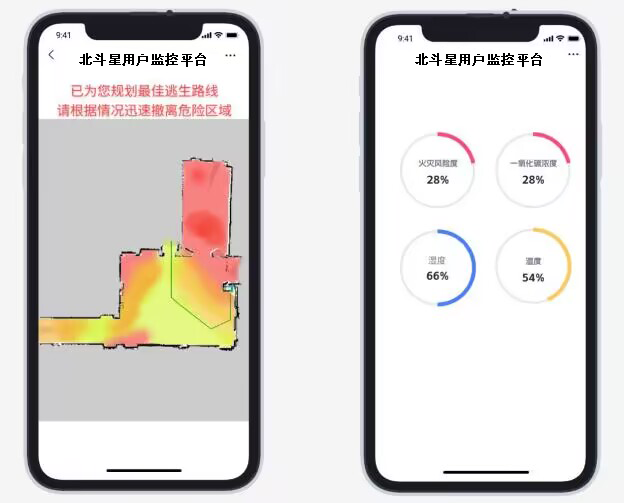 9:41
北斗星用户监控平台
已为您规划最佳逃生路线
请根据情况迅速撤离危险区域
9:41
北斗星用户监控平台
火灾风险度
28%
一氧化碳浓度
28%
湿度
66%
温度
54%